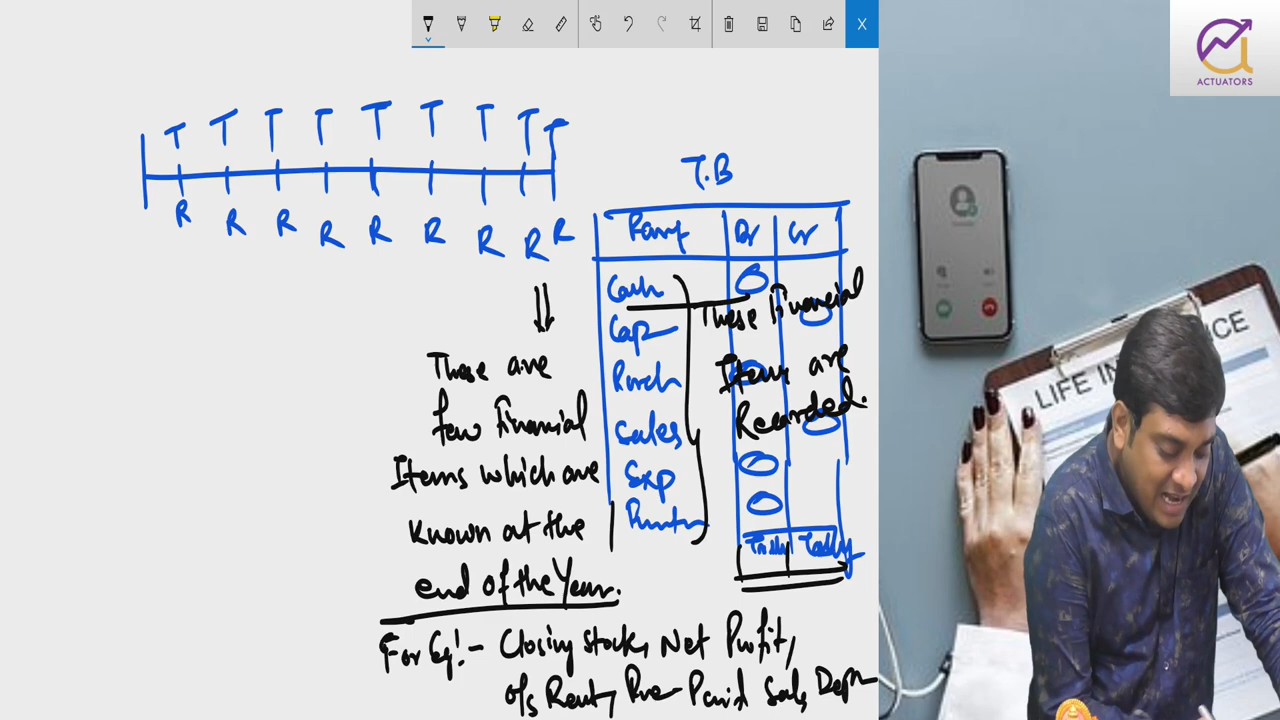 ACTUATORS
T T T T T T T T T
R R R R R R R R R
T.B
Dr Cr
Cash
Cap
Purch
Sales
Exp
These Financial
Items are
Recorded.
Tally Tally
These are
few Financial
Items which are
known at the
end of the Year.
For Eg:- Closing Stock, Net Profit,
o/s Rent, Pre Paid Sal, Depn
LIFE IN
CE